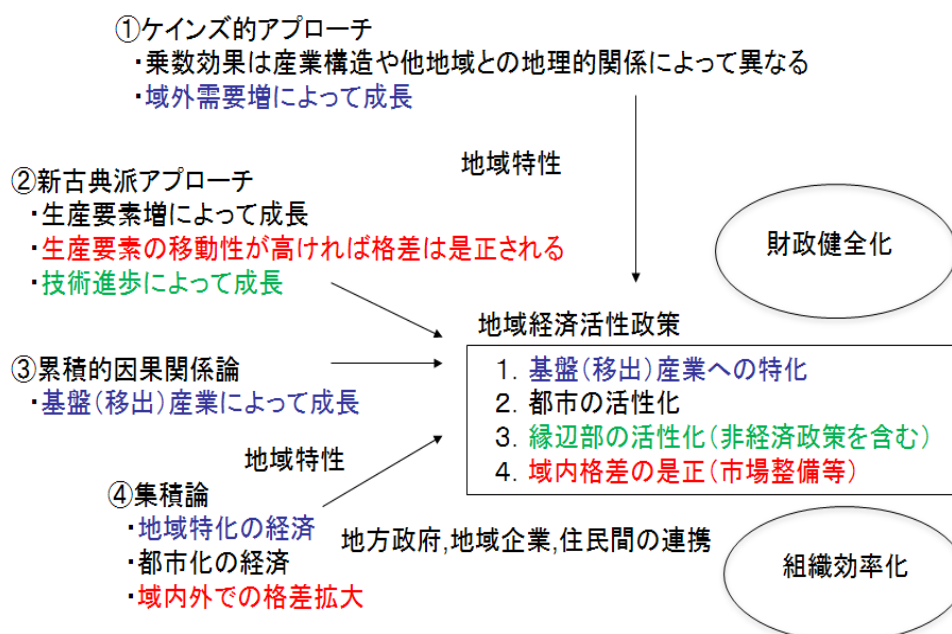 ①ケインズ的アプローチ
・乗数効果は産業構造や他地域との地理的関係によって異なる
・域外需要増によって成長
地域特性
②新古典派アプローチ
・生産要素増によって成長
・生産要素の移動性が高ければ格差は是正される
・技術進歩によって成長
財政健全化
地域経済活性政策
1. 基盤(移出)産業への特化
2. 都市の活性化
3. 縁辺部の活性化(非経済政策を含む)
4. 域内格差の是正(市場整備等)
③累積的因果関係論
・基盤(移出)産業によって成長
地域特性
④集積論
・地域特化の経済
・都市化の経済
・域内外での格差拡大
地方政府,地域企業,住民間の連携
組織効率化